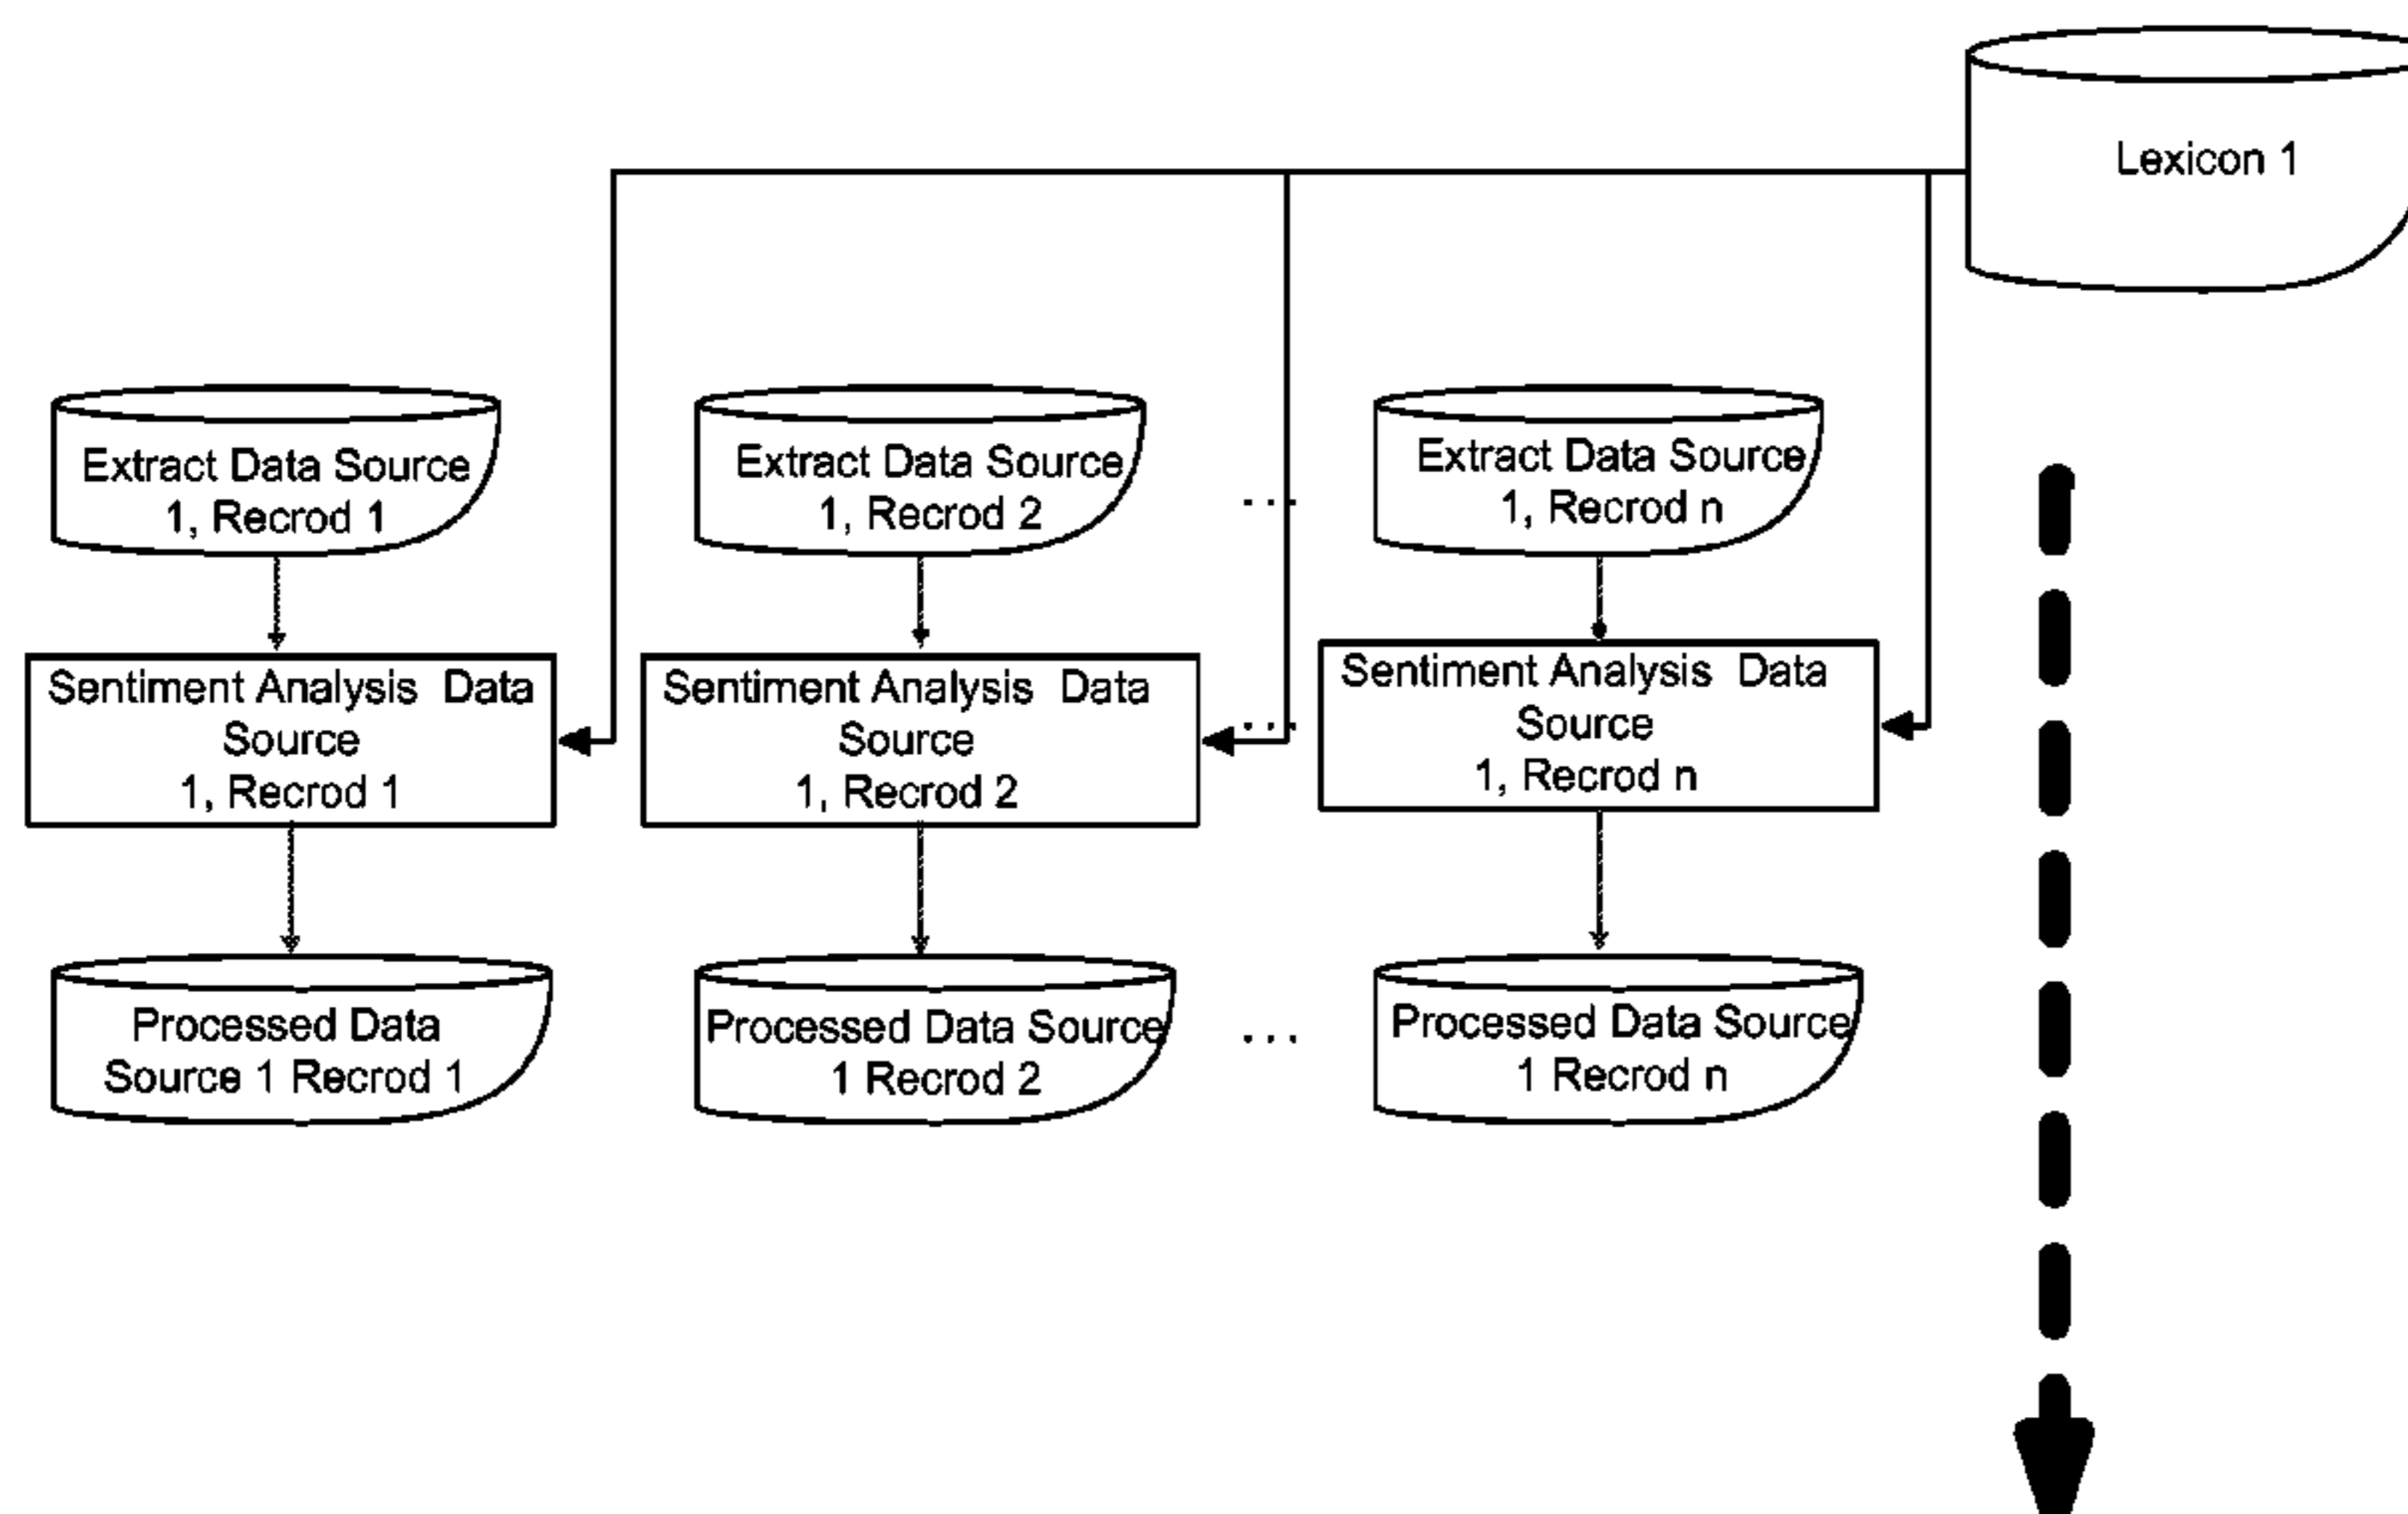 Lexicon 1
Extract Data Source
1, Recrod 1
Extract Data Source
1, Recrod 2
...
Extract Data Source
1, Recrod n
Sentiment Analysis Data
Source
1, Recrod 1
Sentiment Analysis Data
Source
1, Recrod 2
...
Sentiment Analysis Data
Source
1, Recrod n
Processed Data
Source 1 Recrod 1
Processed Data Source
1 Recrod 2
...
Processed Data Source
1 Recrod n